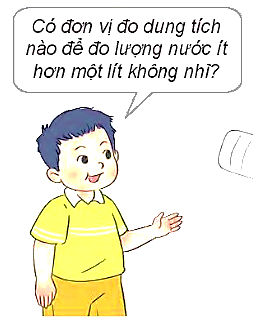 Có đơn vị đo dung tích
nào để đo lượng nước ít
hơn một lít không nhỉ?